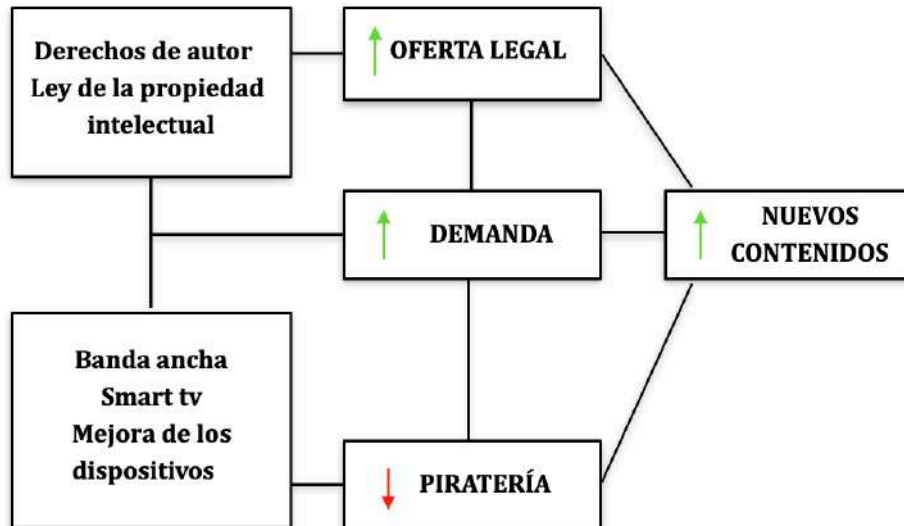 Derechos de autor
Ley de la propiedad
intelectual
OFERTA LEGAL
DEMANDA
NUEVOS
CONTENIDOS
Banda ancha
Smart tv
Mejora de los
dispositivos
PIRATERÍA